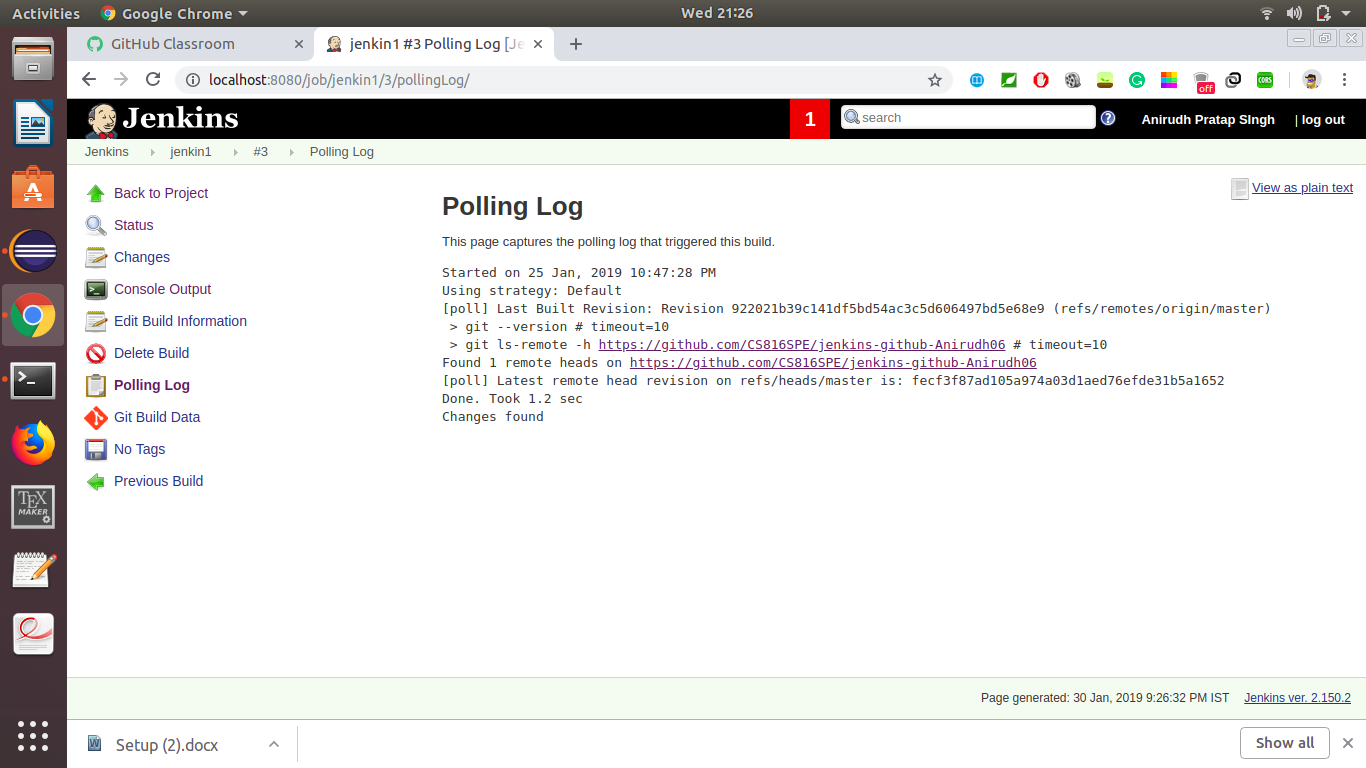 Activities
Google Chrome
Wed 21:26
GitHub Classroom
jenkin1 #3 Polling Log [Je
localhost:8080/job/jenkin1/3/pollingLog/
off
CORS
Jenkins
1
search
?
Anirudh Pratap SIngh
| log out
Jenkins
jenkin1
#3
Polling Log
Back to Project
Status
Changes
Console Output
Edit Build Information
Delete Build
Polling Log
Git Build Data
No Tags
Previous Build
View as plain text
Polling Log
This page captures the polling log that triggered this build.
Started on 25 Jan, 2019 10:47:28 PM
Using strategy: Default
[poll] Last Built Revision: Revision 922021b39c141df5bd54ac3c5d606497bd5e68e9 (refs/remotes/origin/master)
> git --version # timeout=10
> git ls-remote -h https://github.com/CS816SPE/jenkins-github-Anirudh06 # timeout=10
Found 1 remote heads on https://github.com/CS816SPE/jenkins-github-Anirudh06
[poll] Latest remote head revision on refs/heads/master is: fecf3f87ad105a974a03d1aed76efde31b5a1652
Done. Took 1.2 sec
Changes found
TEX
MAKER
Page generated: 30 Jan, 2019 9:26:32 PM IST
Jenkins ver. 2.150.2
Setup (2).docx
Show all